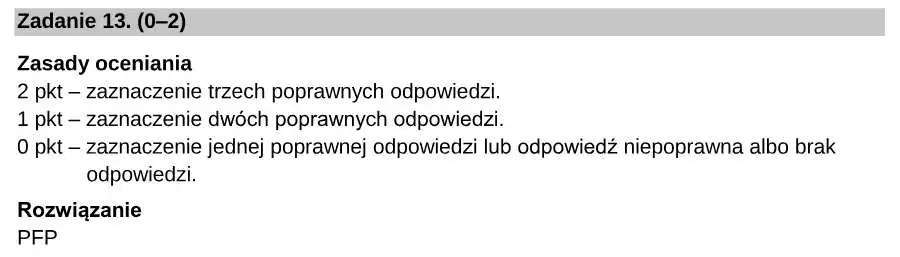 Zadanie 13. (0–2)
Zasady oceniania
2 pkt – zaznaczenie trzech poprawnych odpowiedzi.
1 pkt – zaznaczenie dwóch poprawnych odpowiedzi.
0 pkt – zaznaczenie jednej poprawnej odpowiedzi lub odpowiedź niepoprawna albo brak
odpowiedzi.
Rozwiązanie
PFP